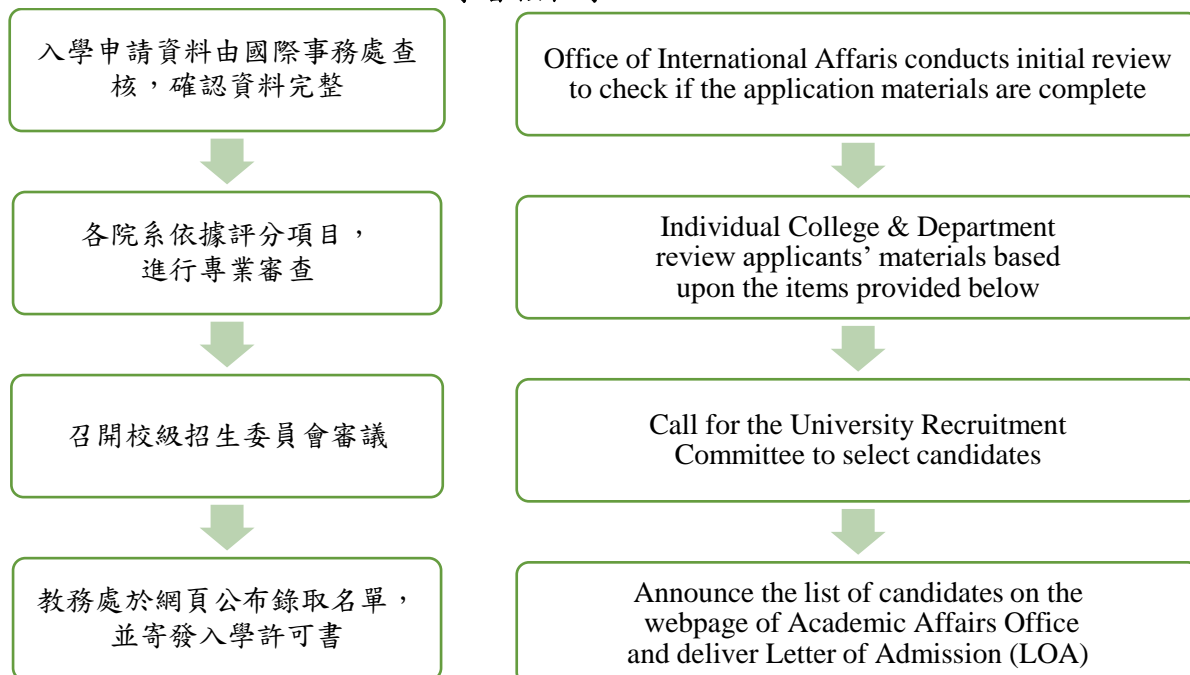 入學申請資料由國際事務處查
核，確認資料完整
Office of International Affaris conducts initial review
to check if the application materials are complete
各院系依據評分項目，
進行專業審查
Individual College & Department
review applicants’ materials based
upon the items provided below
召開校級招生委員會審議
Call for the University Recruitment
Committee to select candidates
教務處於網頁公布錄取名單，
並寄發入學許可書
Announce the list of candidates on the
webpage of Academic Affairs Office
and deliver Letter of Admission (LOA)